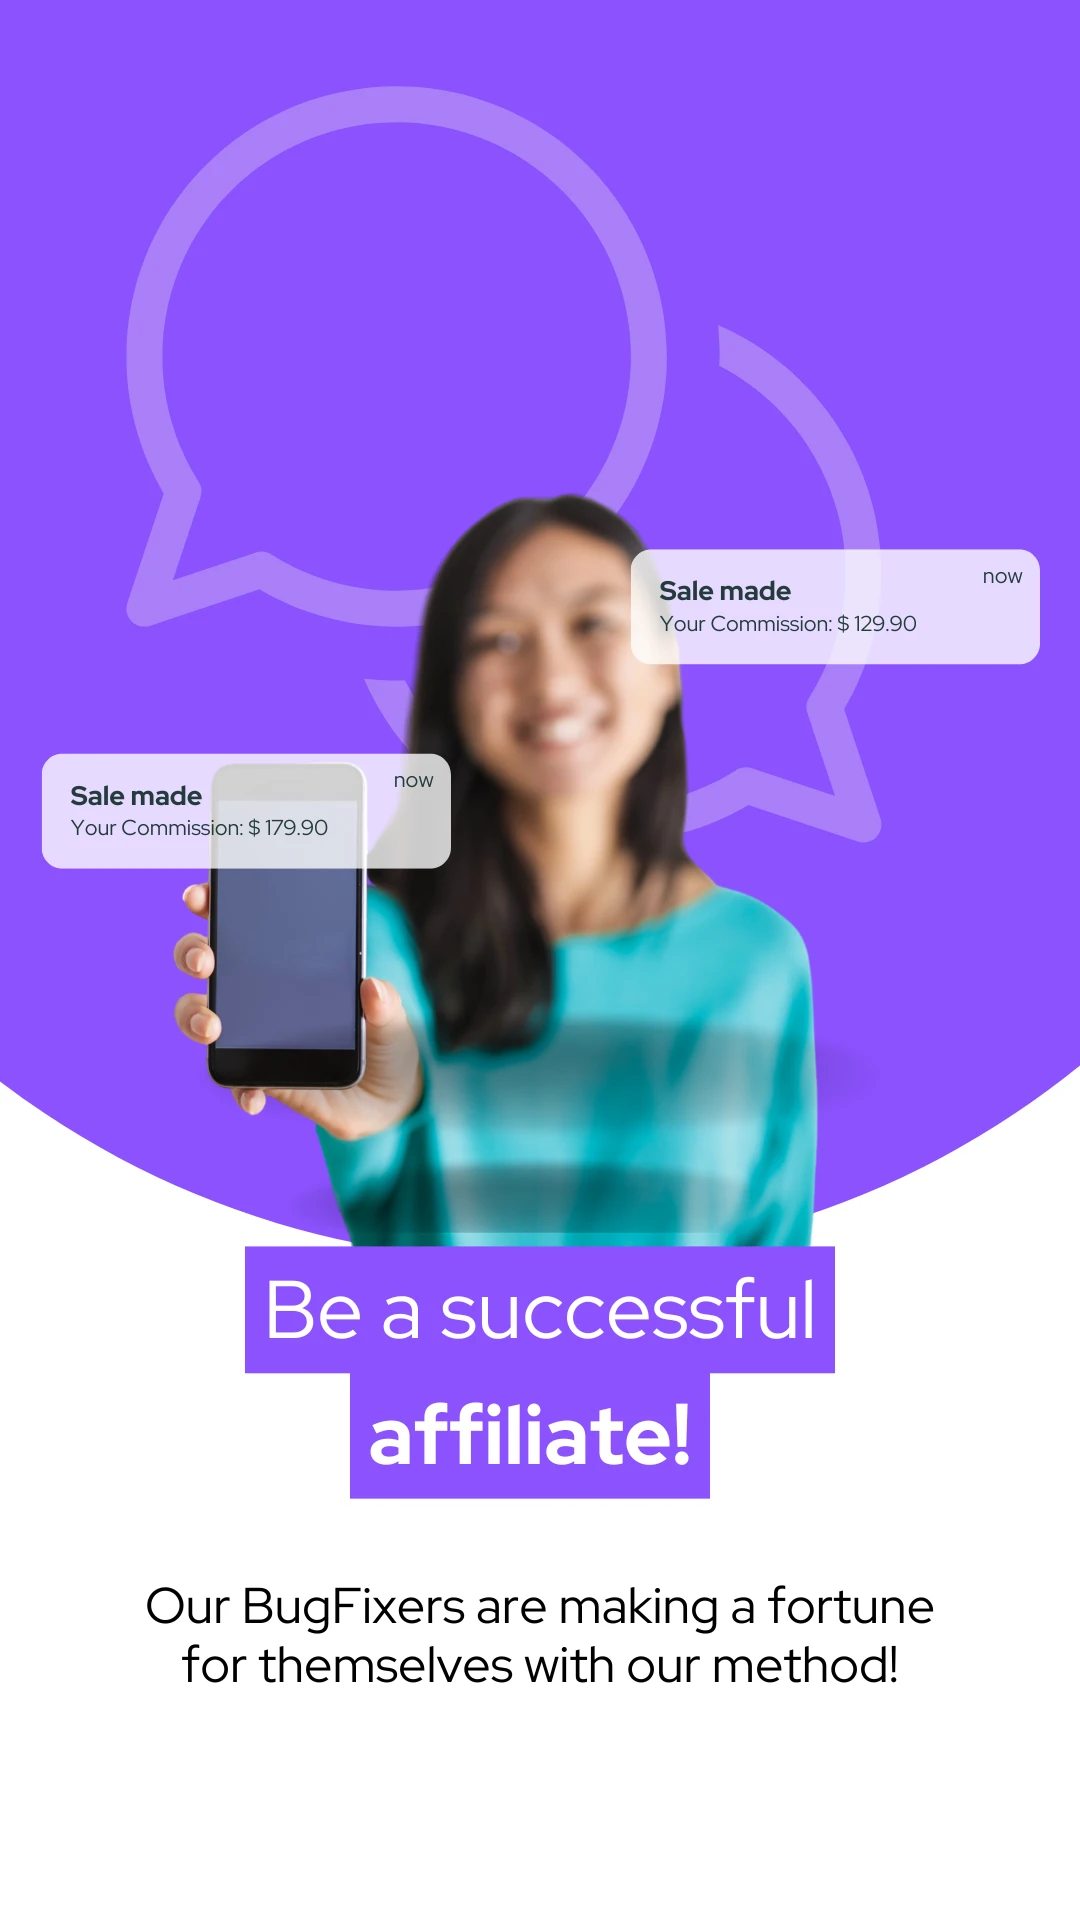 Sale made
now
Your Commission: $ 129.90
Sale made
now
Your Commission: $ 179.90
Be a successful
affiliate!
Our BugFixers are making a fortune
for themselves with our method!